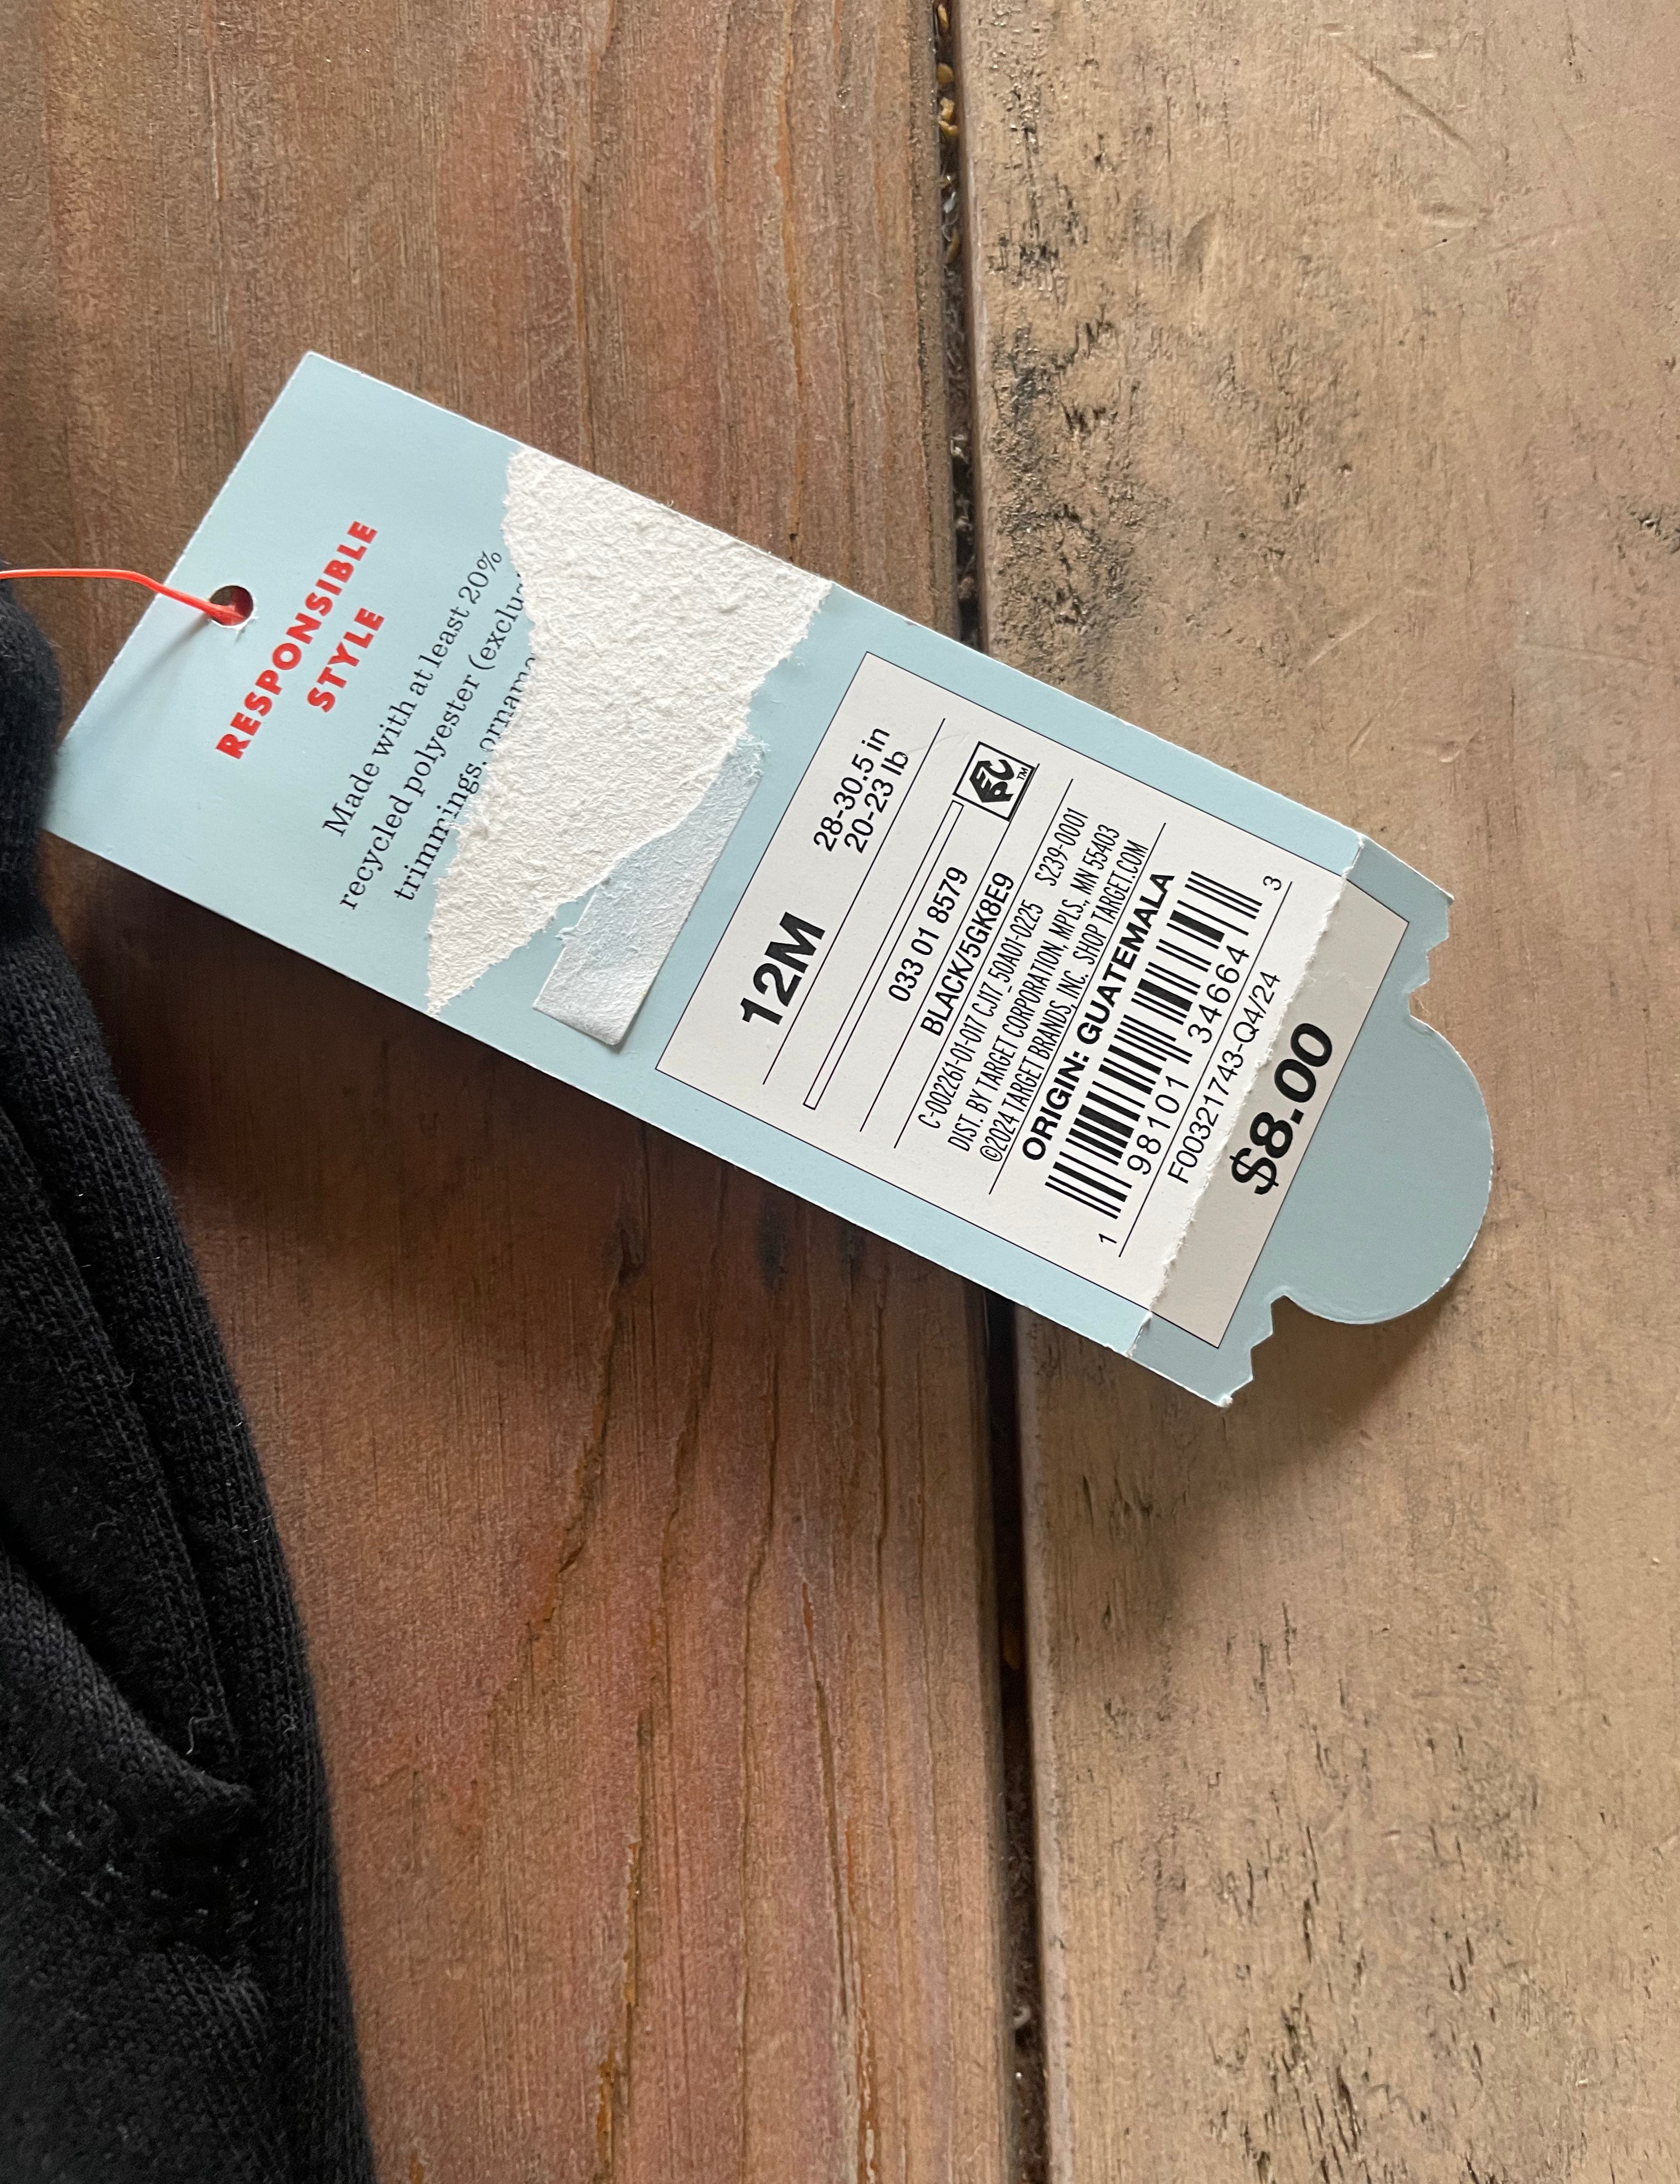 RESPONSIBLE
STYLE
Made with at least 20%
recycled polyester (exclu
trimmings, orname
12M
28-30.5 in
20-23 lb
033 01 8579
BLACK/5GK8E9
C-002261-01-017 CJ17_50A01-0225 S239-0001
DIST. BY TARGET CORPORATION, MPLS., MN 55403
©2024 TARGET BRANDS, INC. SHOP TARGET.COM
ORIGIN: GUATEMALA
1 98101 34664 3
F00321743-Q4/24
$8.00